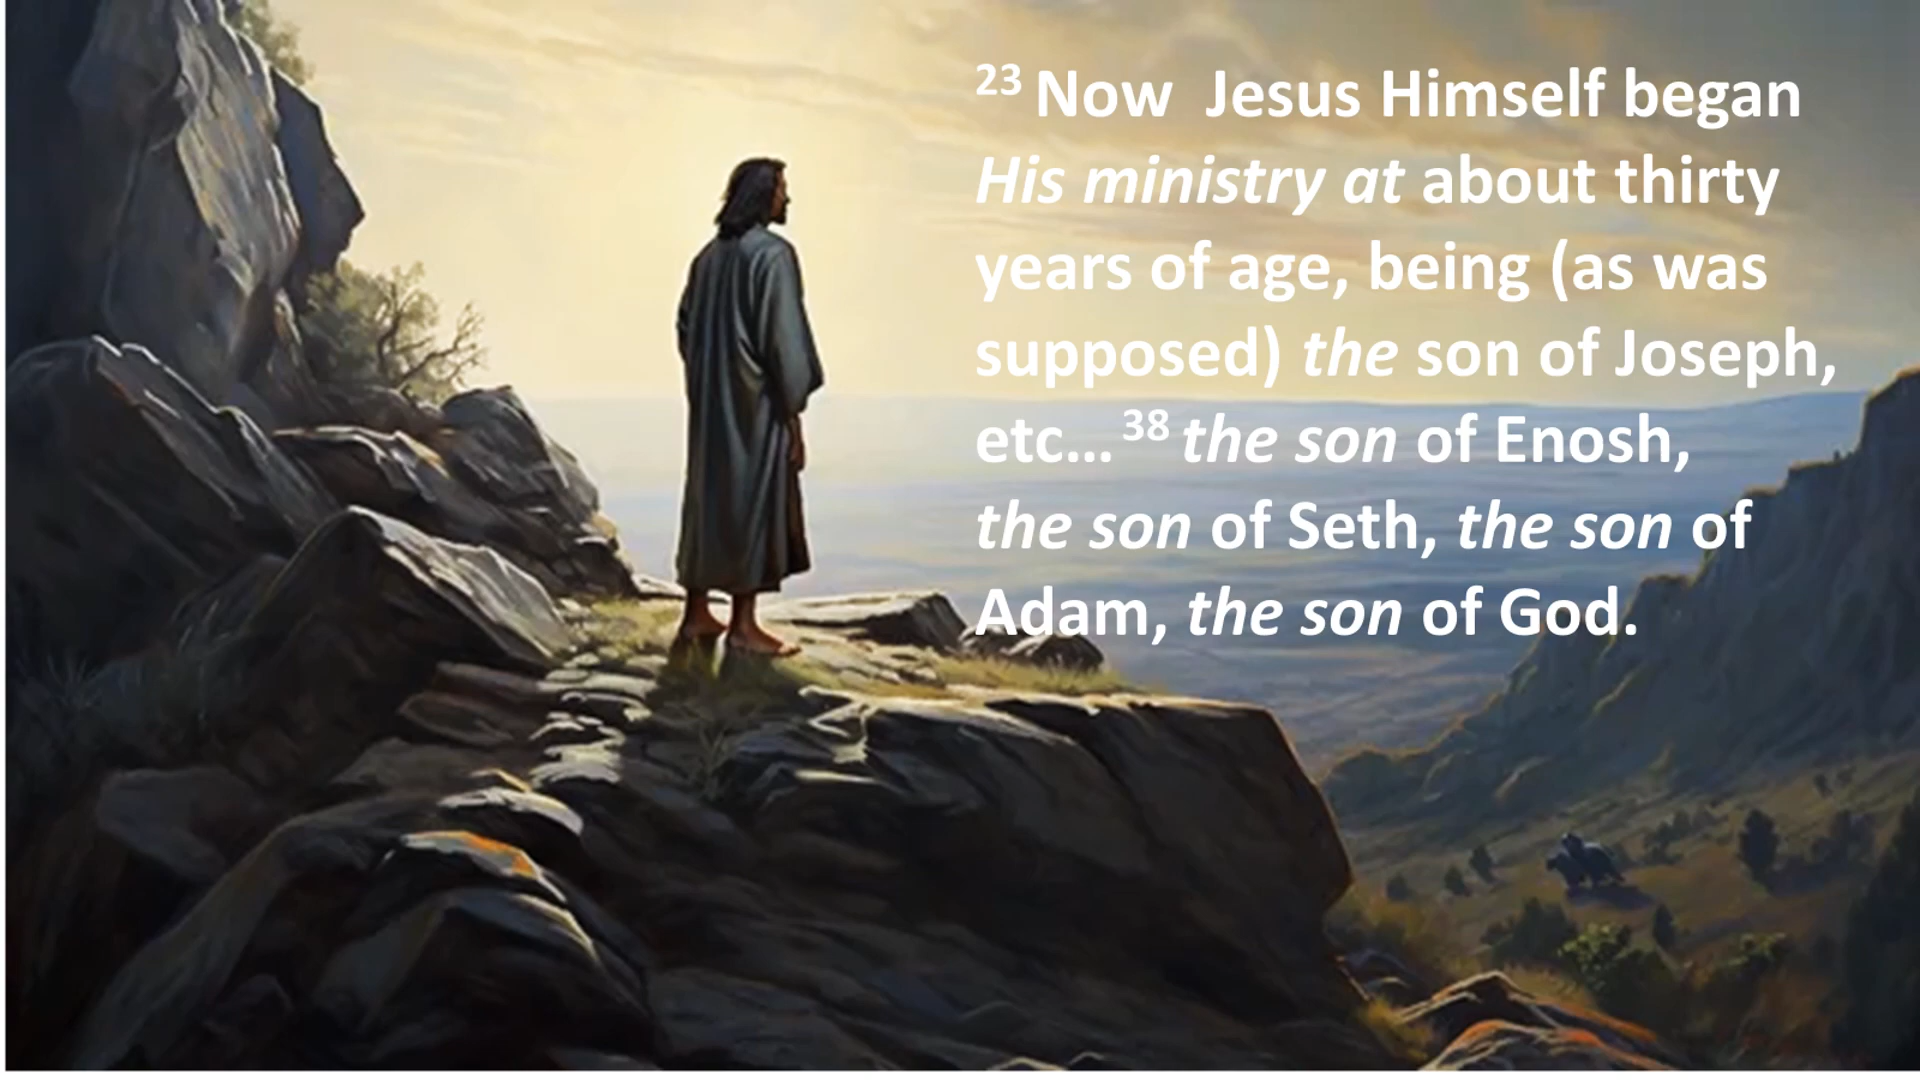 23 Now  Jesus Himself began
His ministry at about thirty
years of age, being (as was
supposed) the son of Joseph,
etc…38 the son of Enosh,
the son of Seth, the son of
Adam, the son of God.